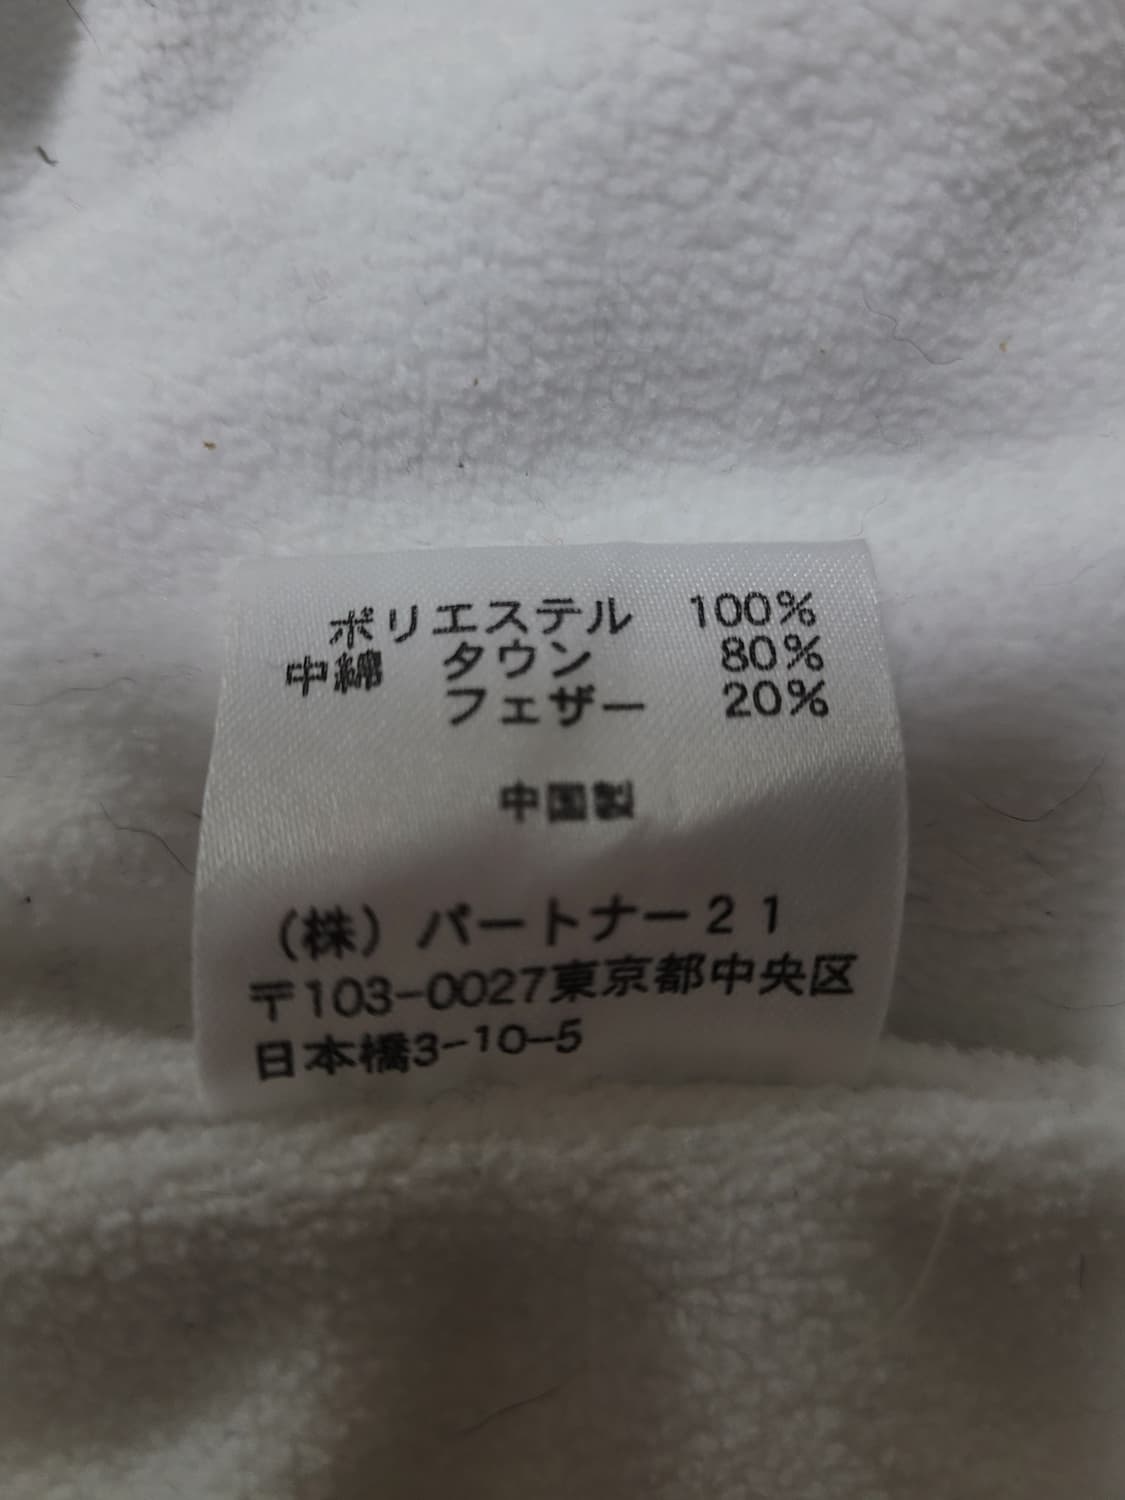 ポリエステル 100%
中綿 タウン 80%
フェザー 20%
中国製
（株）パートナー２１
〒103-0027東京都中央区
日本橋3-10-5